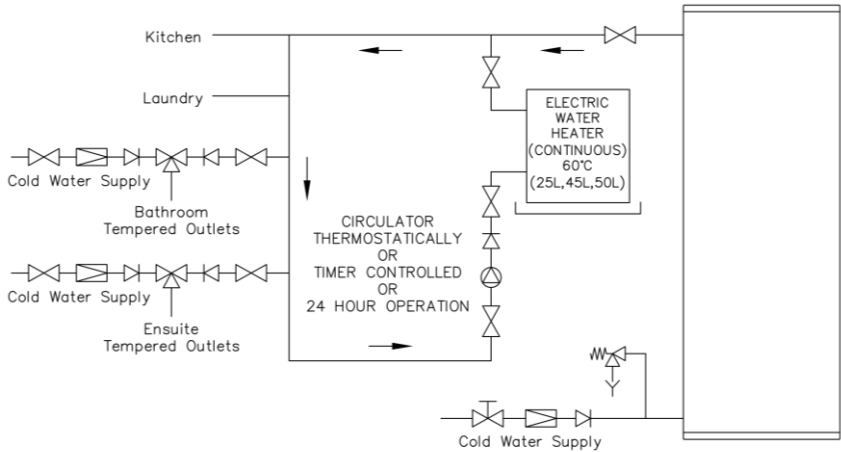 Kitchen
Laundry
Cold Water Supply
Bathroom
Tempered Outlets
Cold Water Supply
Ensuite
Tempered Outlets
CIRCULATOR
THERMOSTATICALLY
OR
TIMER CONTROLLED
OR
24 HOUR OPERATION
ELECTRIC
WATER
HEATER
(CONTINUOUS)
60°C
(25L,45L,50L)
Cold Water Supply